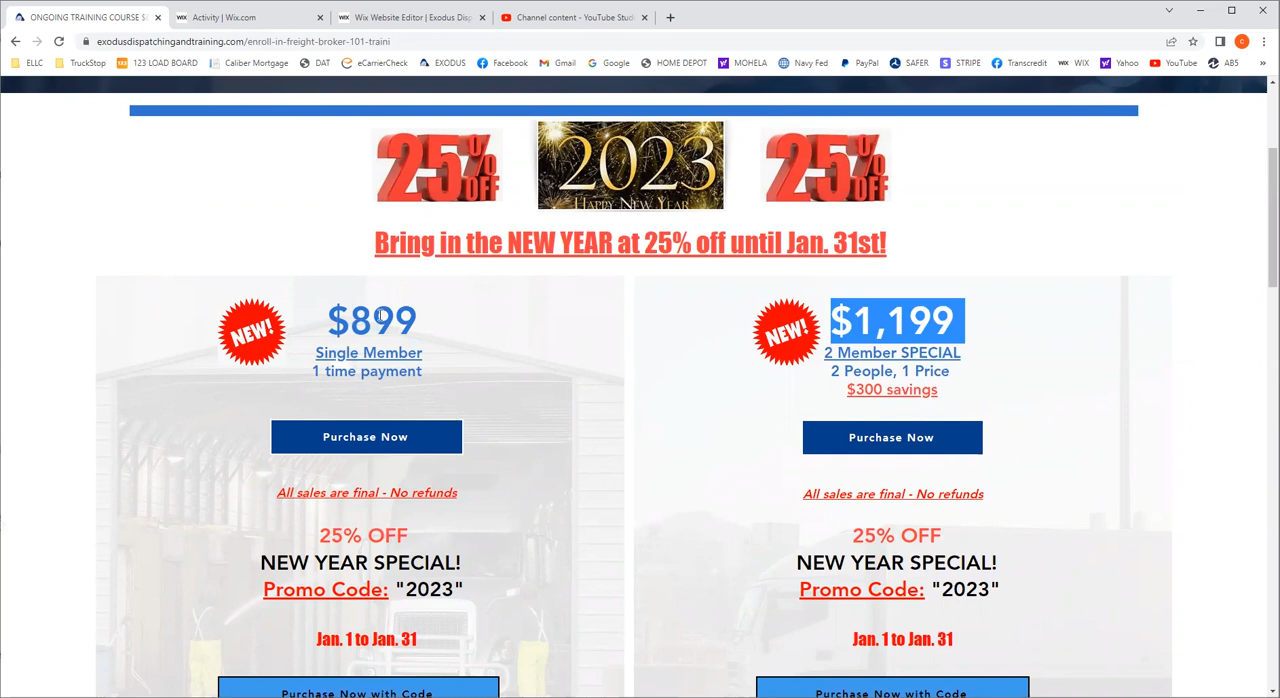 ONGOING TRAINING COURSE $
Activity | Wix.com
Wix Website Editor | Exodus Disp
Channel content - YouTube Studi
exodusdispatchingandtraining.com/enroll-in-freight-broker-101-traini
C
ELLC
TruckStop
123 LOAD BOARD
Caliber Mortgage
DAT
eCarrierCheck
EXODUS
Facebook
Gmail
Google
HOME DEPOT
MOHELA
Navy Fed
PayPal
SAFER
STRIPE
Transcredit
WIX
Yahoo
YouTube
AB5
25% OFF
2023
HAPPY NEW YEAR
25% OFF
Bring in the NEW YEAR at 25% off until Jan. 31st!
NEW!
$899
Single Member
1 time payment
Purchase Now
All sales are final - No refunds
25% OFF
NEW YEAR SPECIAL!
Promo Code: "2023"
Jan. 1 to Jan. 31
Purchase Now with Code
NEW!
$1,199
2 Member SPECIAL
2 People, 1 Price
$300 savings
Purchase Now
All sales are final - No refunds
25% OFF
NEW YEAR SPECIAL!
Promo Code: "2023"
Jan. 1 to Jan. 31
Purchase Now with Code